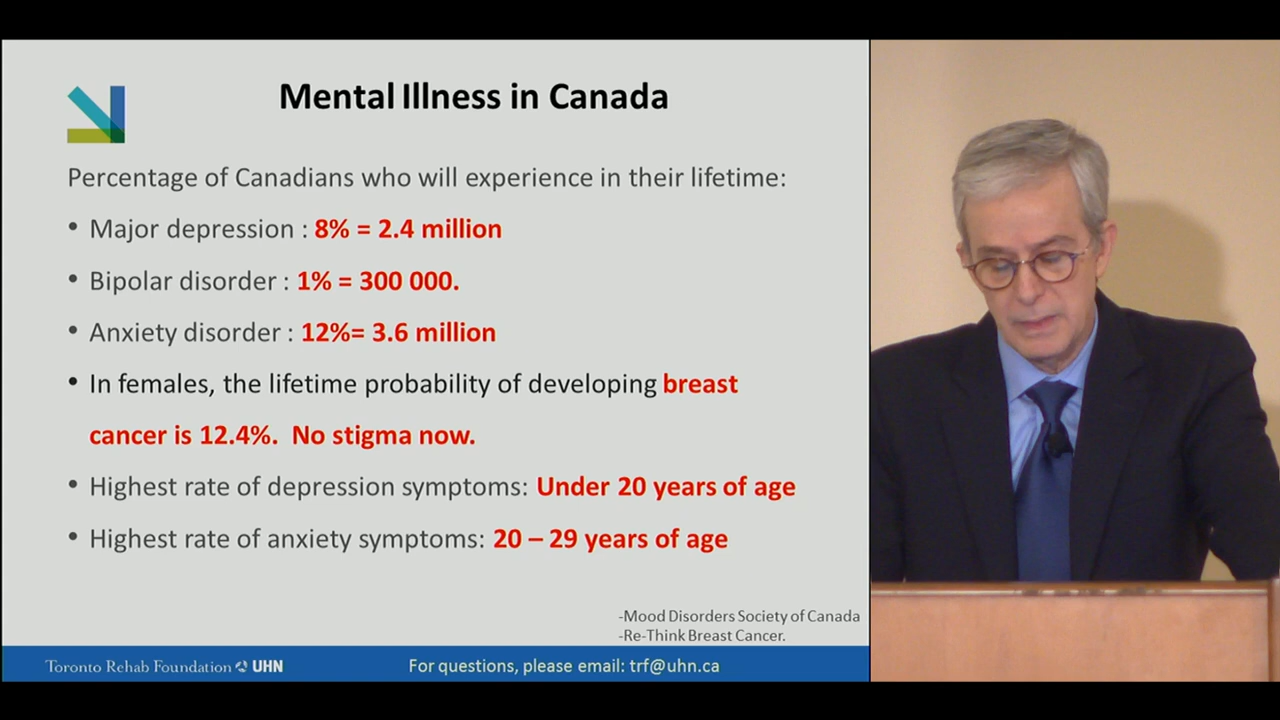 Mental Illness in Canada
Percentage of Canadians who will experience in their lifetime:
• Major depression : 8% = 2.4 million
• Bipolar disorder : 1% = 300 000.
• Anxiety disorder : 12%= 3.6 million
• In females, the lifetime probability of developing breast
cancer is 12.4%. No stigma now.
• Highest rate of depression symptoms: Under 20 years of age
• Highest rate of anxiety symptoms: 20 – 29 years of age
-Mood Disorders Society of Canada
-Re-Think Breast Cancer.
Toronto Rehab Foundation UHN
For questions, please email: trf@uhn.ca